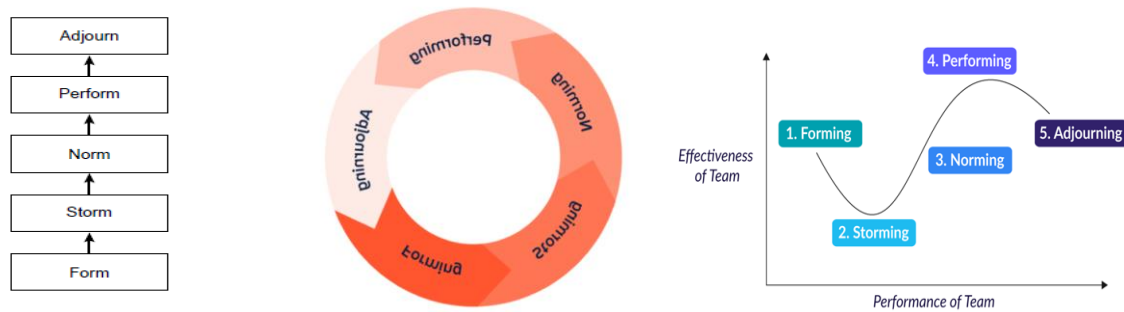 Adjourn
Perform
Norm
Storm
Form
Performing
Norming
Storming
Forming
Adjourning
4. Performing
1. Forming
5. Adjourning
Effectiveness
of Team
3. Norming
2. Storming
Performance of Team